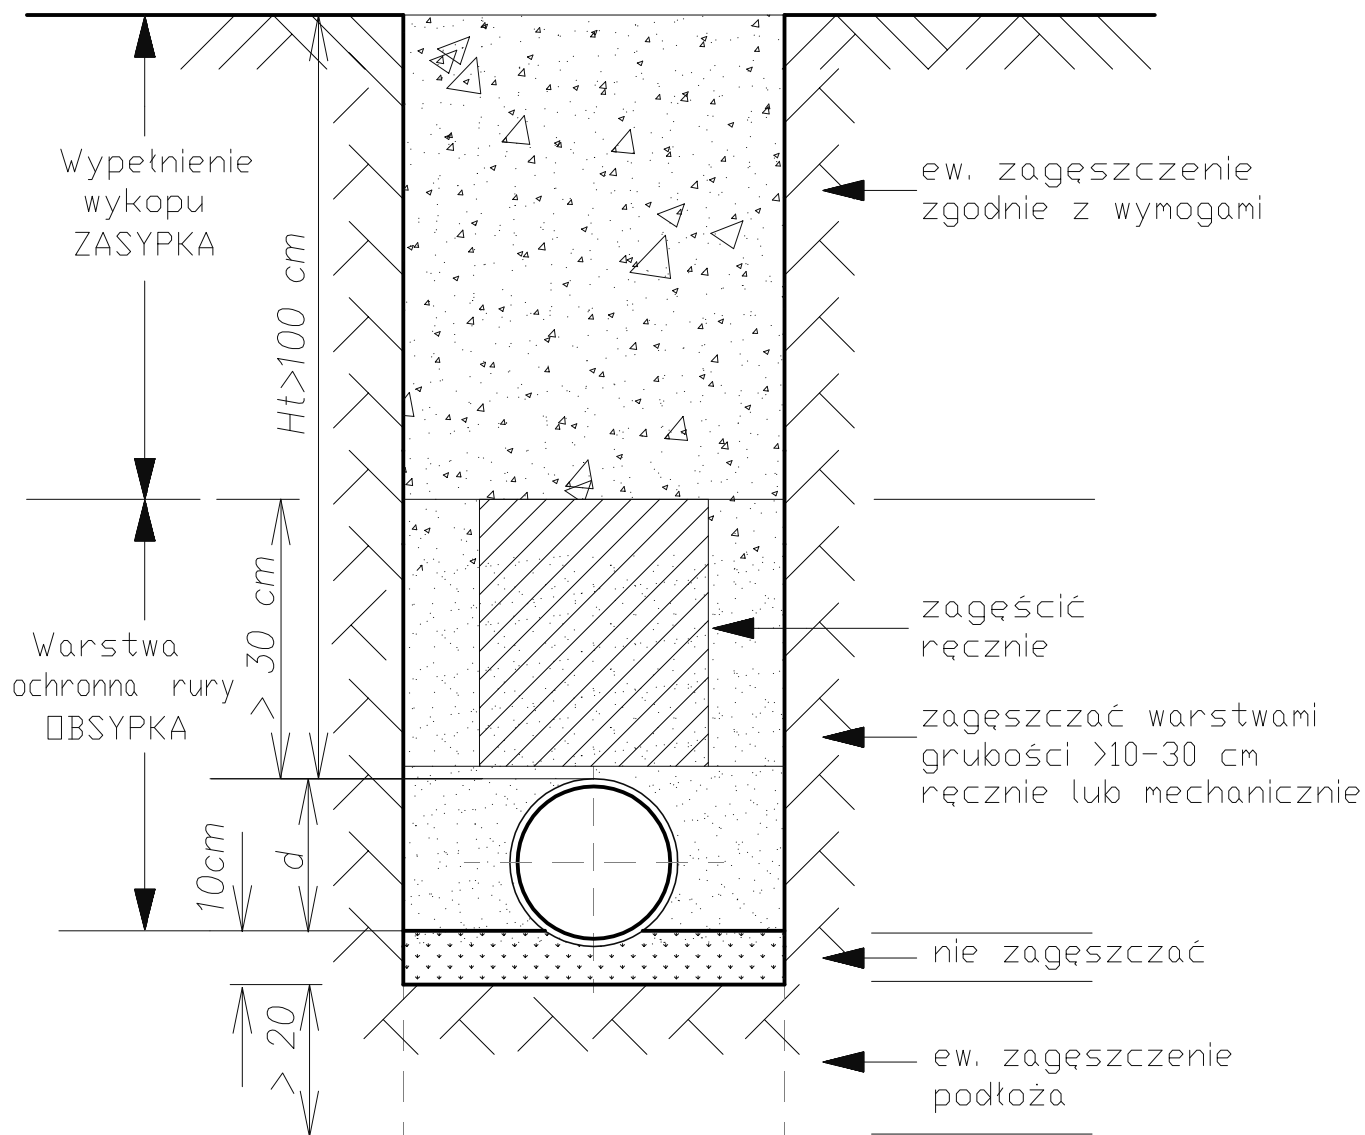 Wypełnienie
wykopu
ZASYPKA
Ht>100 cm
ew. zagęszczenie
zgodnie z wymogami
> 30 cm
Warstwa
ochronna rury
OBSYPKA
zagęścić
ręcznie
zagęszczać warstwami
grubości >10-30 cm
ręcznie lub mechanicznie
10cm
d
nie zagęszczać
> 20
ew. zagęszczenie
podłoża